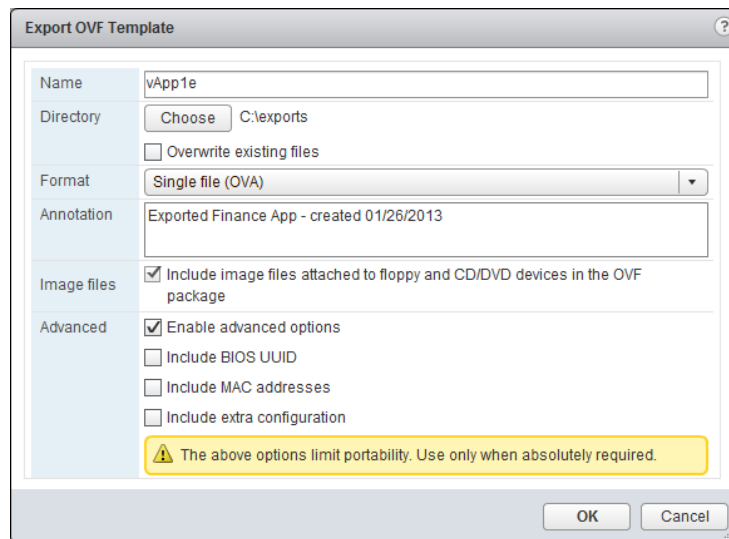 Export OVF Template
?
Name
vApp1e
Directory
Choose
C:\exports
Overwrite existing files
Format
Single file (OVA)
Annotation
Exported Finance App - created 01/26/2013
Image files
Include image files attached to floppy and CD/DVD devices in the OVF
package
Advanced
Enable advanced options
Include BIOS UUID
Include MAC addresses
Include extra configuration
The above options limit portability. Use only when absolutely required.
OK
Cancel